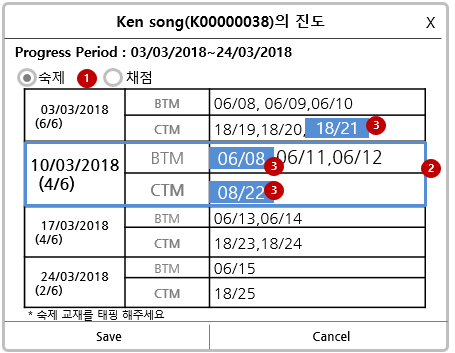 Ken song(K00000038)의 진도 X
Progress Period : 03/03/2018~24/03/2018
숙제 1 채점
03/03/2018 (6/6) BTM 06/08, 06/09,06/10
CTM 18/19,18/20, 18/21 3
10/03/2018 (4/6) BTM 06/08 3 06/11,06/12 2
CTM 08/22 3
17/03/2018 (4/6) BTM 06/13,06/14
CTM 18/23,18/24
24/03/2018 (2/6) BTM 06/15
CTM 18/25
* 숙제 교재를 태핑 해주세요
Save Cancel